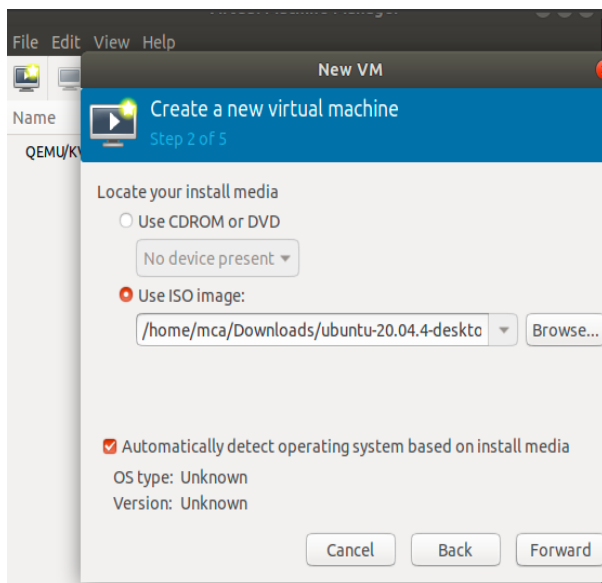 File Edit View Help
New VM
Name
Create a new virtual machine
Step 2 of 5
QEMU/KV
Locate your install media
Use CDROM or DVD
No device present
Use ISO image:
/home/mca/Downloads/ubuntu-20.04.4-deskto
Browse...
Automatically detect operating system based on install media
OS type: Unknown
Version: Unknown
Cancel Back Forward